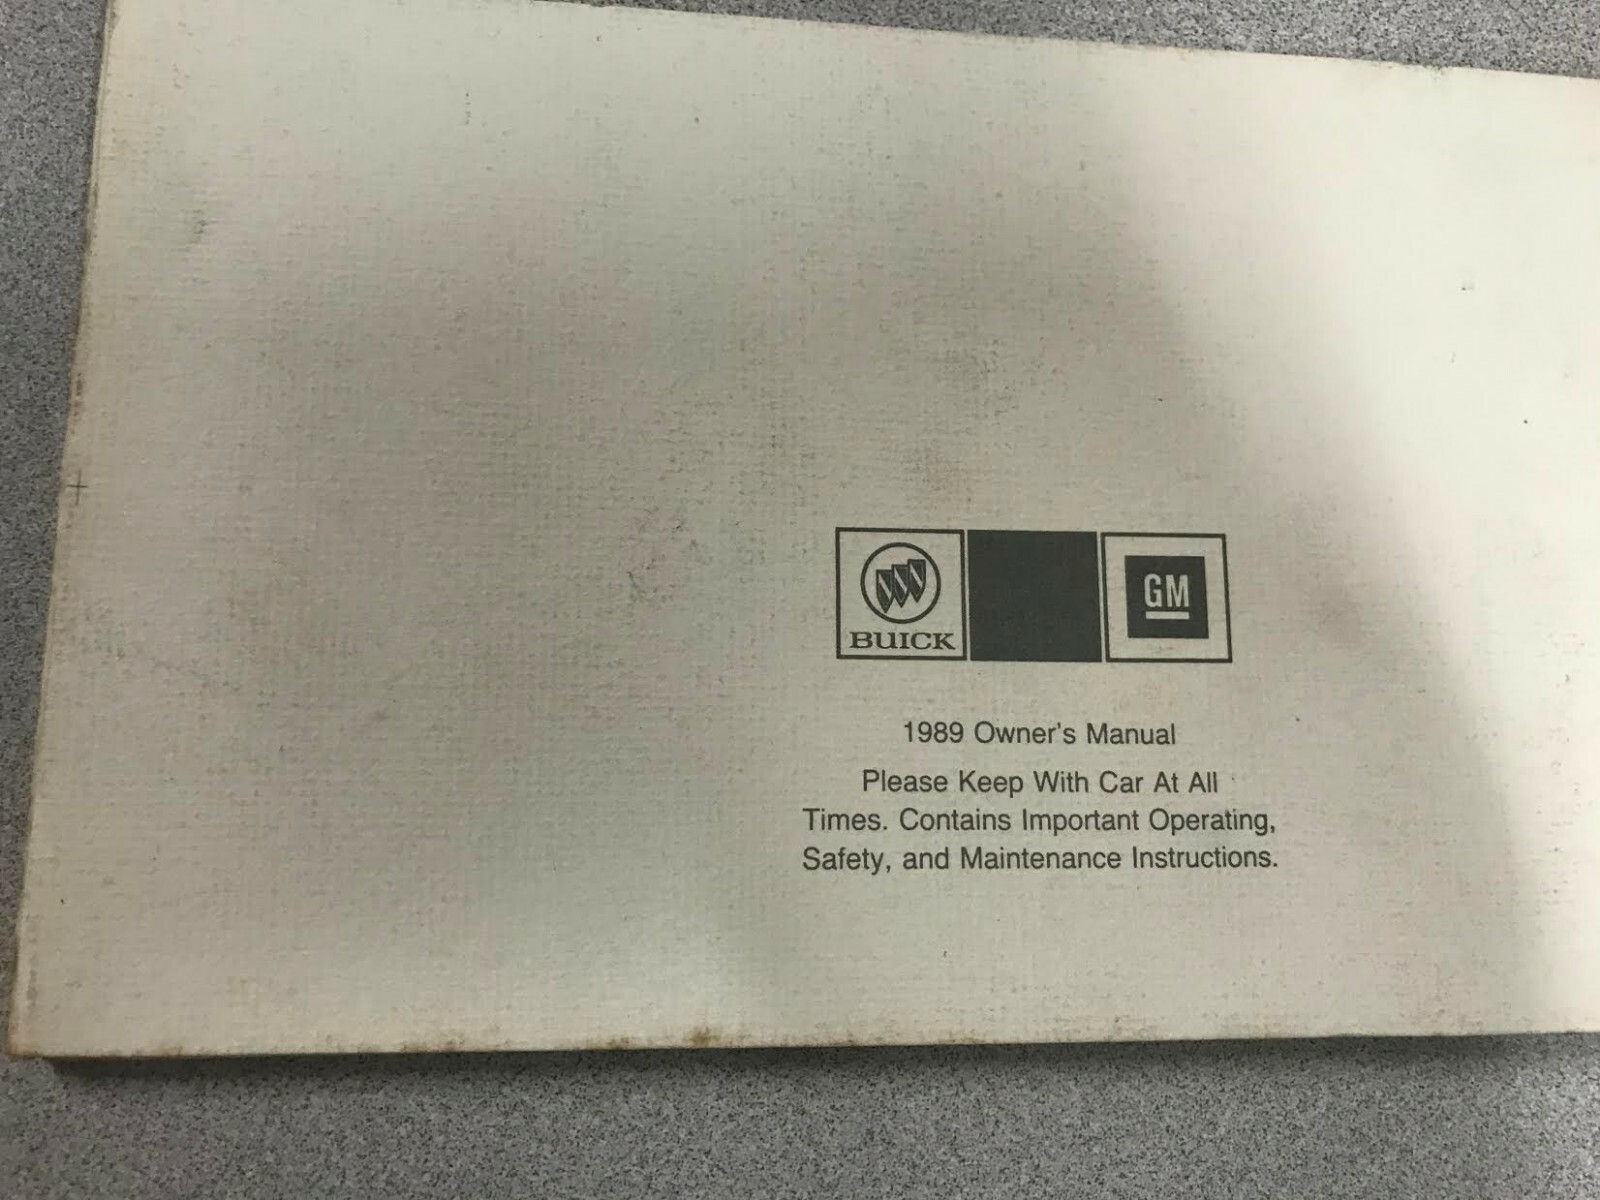 BUICK
GM
1989 Owner's Manual
Please Keep With Car At All
Times. Contains Important Operating,
Safety, and Maintenance Instructions.